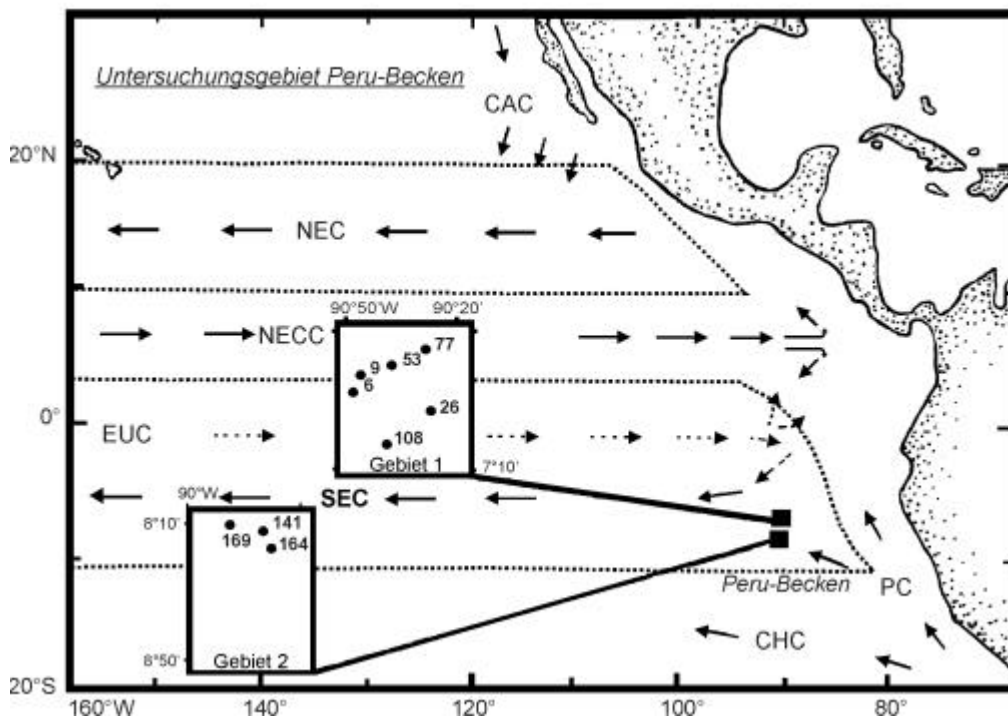 Untersuchungsgebiet Peru-Becken
CAC
20°N
NEC
90°50'W 90°20'
NECC
77
53
9
6
26
108
Gebiet 1
7°10'
0°
EUC
90°W
SEC
8°10'
141
169
164
8°50'
Gebiet 2
Peru-Becken
PC
CHC
20°S
160°W 140° 120° 100° 80°